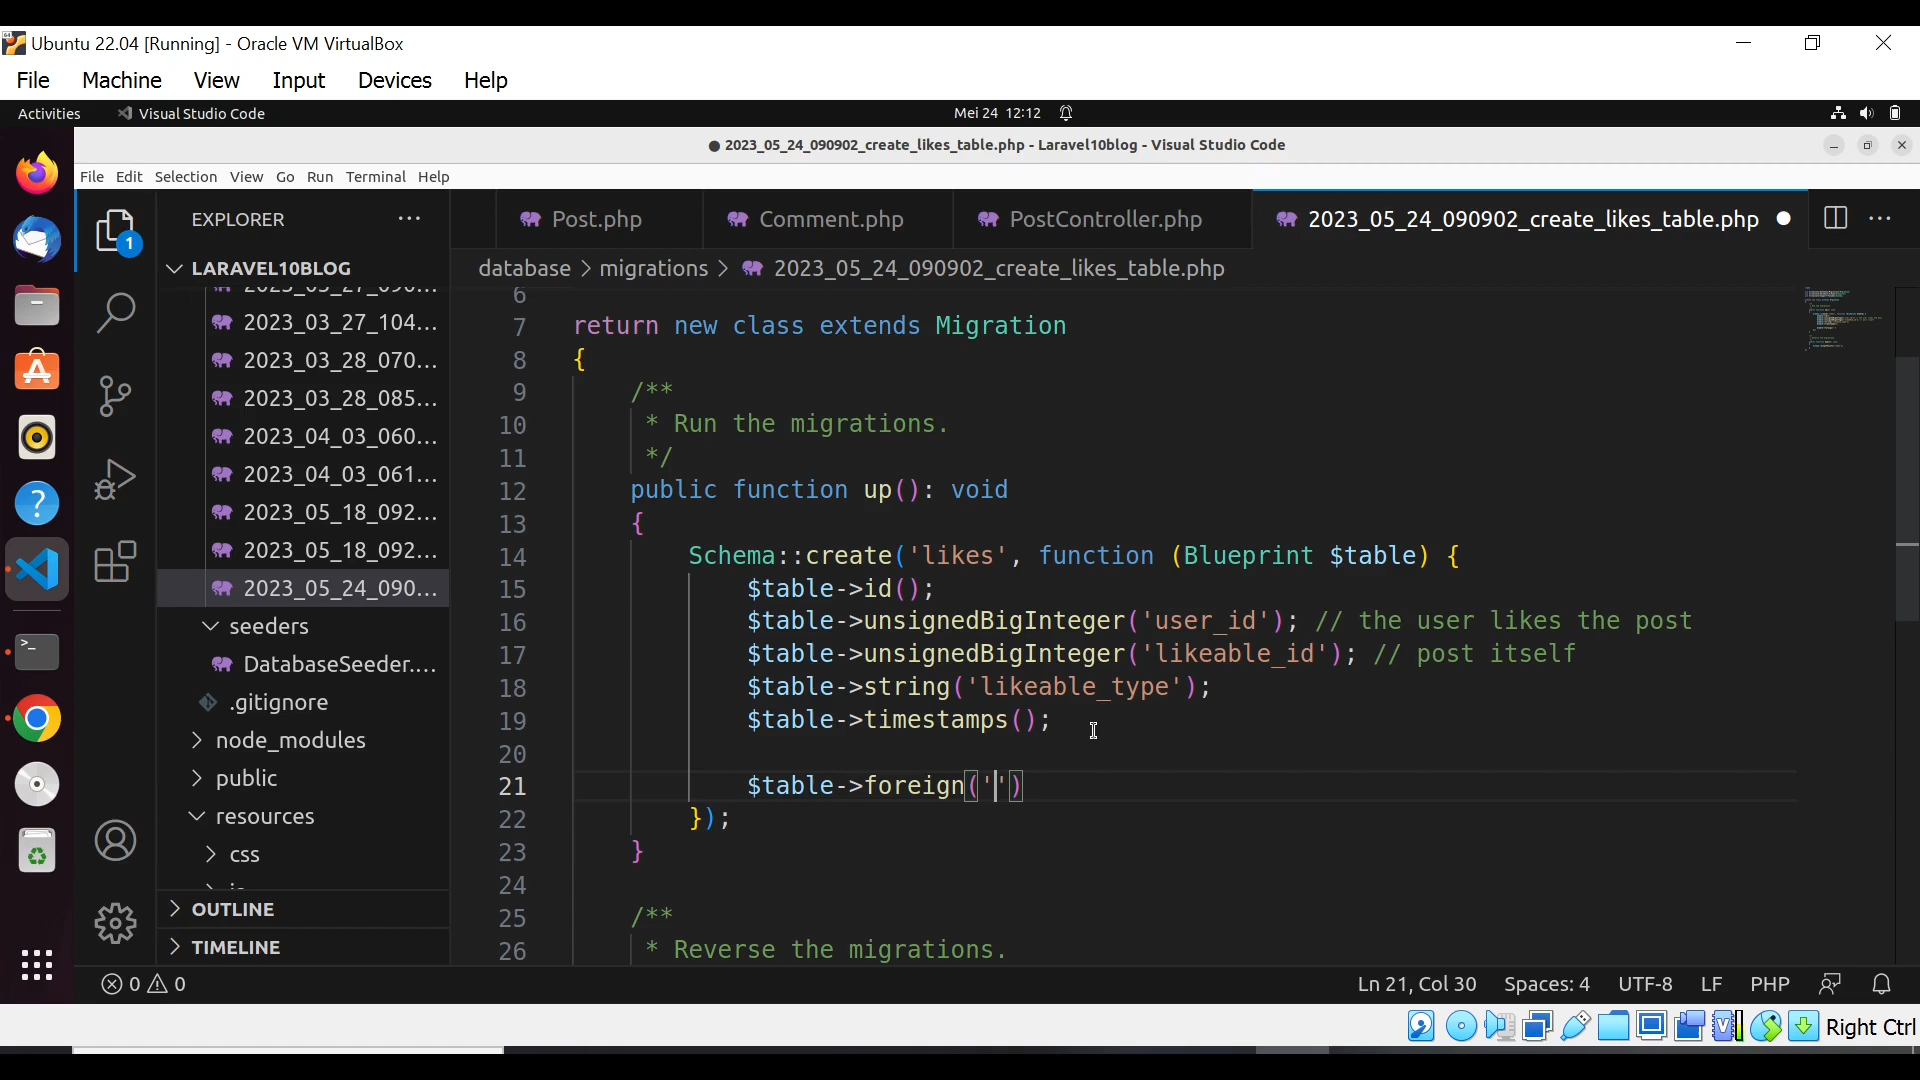 Ubuntu 22.04 [Running] - Oracle VM VirtualBox
File Machine View Input Devices Help
Activities Visual Studio Code Mei 24 12:12
● 2023_05_24_090902_create_likes_table.php - Laravel10blog - Visual Studio Code
File Edit Selection View Go Run Terminal Help
EXPLORER ···
Post.php Comment.php PostController.php 2023_05_24_090902_create_likes_table.php ● ···
1
LARAVEL10BLOG
database > migrations > 2023_05_24_090902_create_likes_table.php
2023_03_27_104...
2023_03_28_070...
2023_03_28_085...
2023_04_03_060...
2023_04_03_061...
2023_05_18_092...
2023_05_18_092...
2023_05_24_090...
seeders
DatabaseSeeder....
.gitignore
node_modules
public
resources
css
OUTLINE
TIMELINE
6
7 return new class extends Migration
8 {
9 /**
10 * Run the migrations.
11 */
12 public function up(): void
13 {
14 Schema::create('likes', function (Blueprint $table) {
15 $table->id();
16 $table->unsignedBigInteger('user_id'); // the user likes the post
17 $table->unsignedBigInteger('likeable_id'); // post itself
18 $table->string('likeable_type');
19 $table->timestamps();
20
21 $table->foreign('')
22 });
23 }
24
25 /**
26 * Reverse the migrations.
0 0 Ln 21, Col 30 Spaces: 4 UTF-8 LF PHP
Right Ctrl